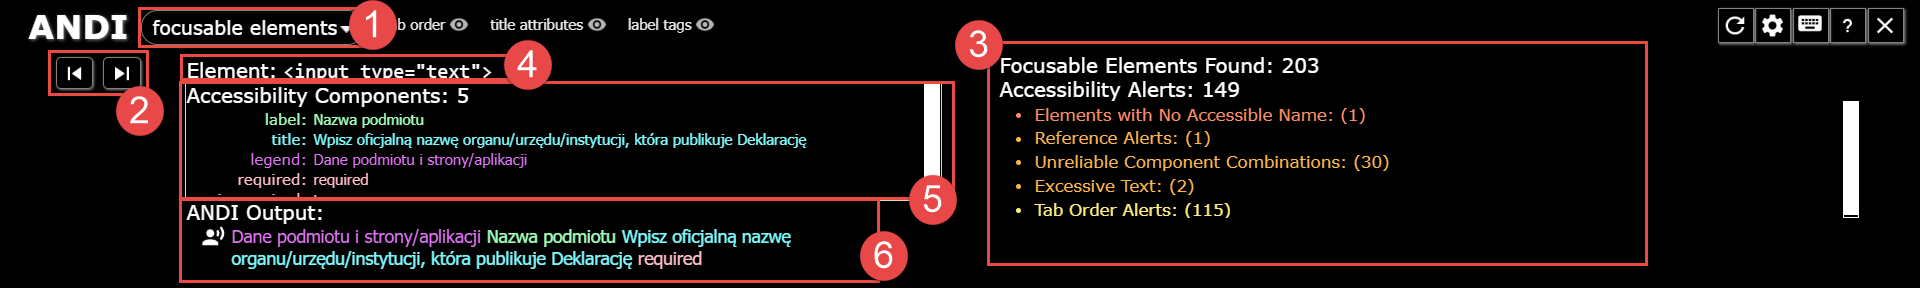 ANDI
focusable elements
1
b order
title attributes
label tags
?
2
4
Element: <input type="text">
Accessibility Components: 5
label: Nazwa podmiotu
title: Wpisz oficjalną nazwę organu/urzędu/instytucji, która publikuje Deklarację
legend: Dane podmiotu i strony/aplikacji
required: required
5
ANDI Output:
Dane podmiotu i strony/aplikacji Nazwa podmiotu Wpisz oficjalną nazwę
organu/urzędu/instytucji, która publikuje Deklarację required
6
3
Focusable Elements Found: 203
Accessibility Alerts: 149
• Elements with No Accessible Name: (1)
• Reference Alerts: (1)
• Unreliable Component Combinations: (30)
• Excessive Text: (2)
• Tab Order Alerts: (115)